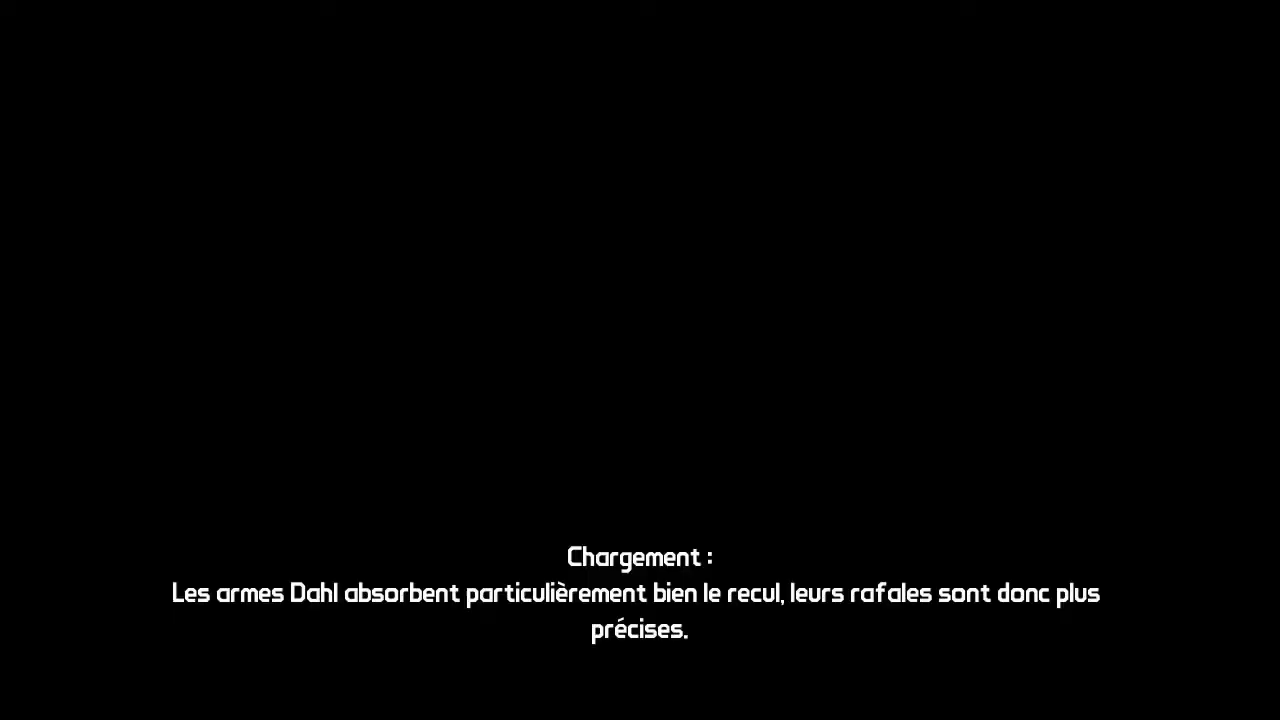 Chargement :
Les armes Dahl absorbent particulièrement bien le recul, leurs rafales sont donc plus
précises.